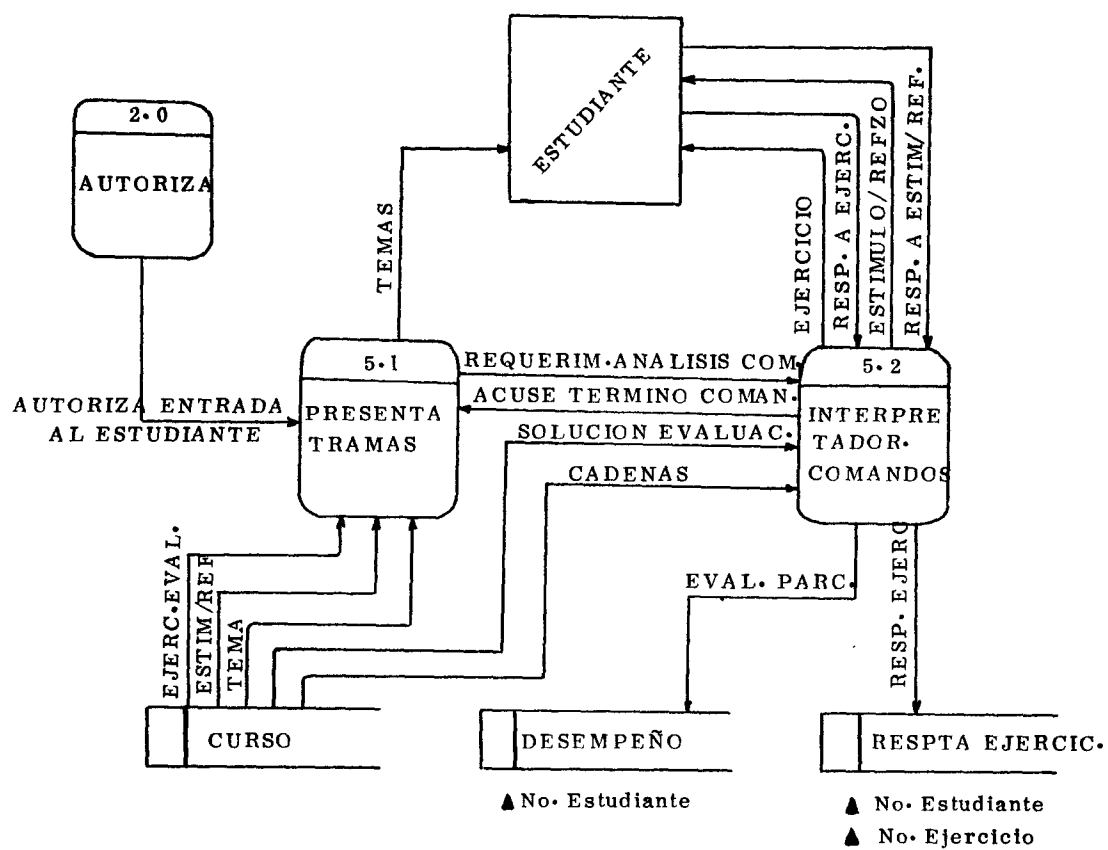 ESTUDIANTE
2.0
AUTORIZA
TEMAS
EJERCICIO
RESP. A EJERC.
ESTIMULO/REFZO
RESP. A ESTIM/REF.
5.1
PRESENTA
TRAMAS
REQUERIM.ANALISIS COM.
ACUSE TERMINO COMAN.
SOLUCION EVALUAC.
CADENAS
5.2
INTERPRE
TADOR.
COMANDOS
AUTORIZA ENTRADA
AL ESTUDIANTE
EJERC.EVAL.
ESTIM/REF
TEMA
EVAL. PARC.
RESP. EJERC
CURSO
DESEMPEÑO
RESPTA EJERCIC.
▲ No. Estudiante
▲ No. Estudiante
▲ No. Ejercicio